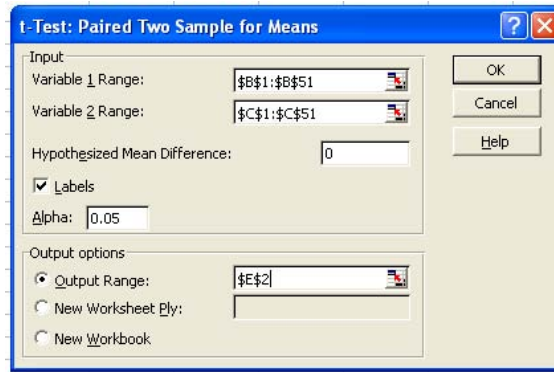 t-Test: Paired Two Sample for Means
Input
Variable 1 Range: $B$1:$B$51
Variable 2 Range: $C$1:$C$51
Hypothesized Mean Difference: 0
Labels
Alpha: 0.05
OK
Cancel
Help
Output options
Output Range: $E$2
New Worksheet Ply:
New Workbook